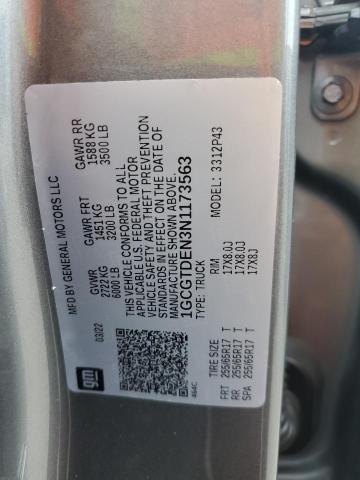 MFD BY GENERAL MOTORS LLC
03/22
GVWR
2722 KG
6000 LB
GAWR FRT
1451 KG
3200 LB
GAWR RR
1588 KG
3500 LB
THIS VEHICLE CONFORMS TO ALL
APPLICABLE U.S. FEDERAL MOTOR
VEHICLE SAFETY AND THEFT PREVENTION
STANDARDS IN EFFECT ON THE DATE OF
MANUFACTURE SHOWN ABOVE.
1GCGTDEN3N1173563
TYPE: TRUCK
MODEL: 3312P43
gm
464C
TIRE SIZE RIM
FRT 255/65R17 T 17X8.0J
RR 255/65R17 T 17X8.0J
SPA 255/65R17 T 17X8J